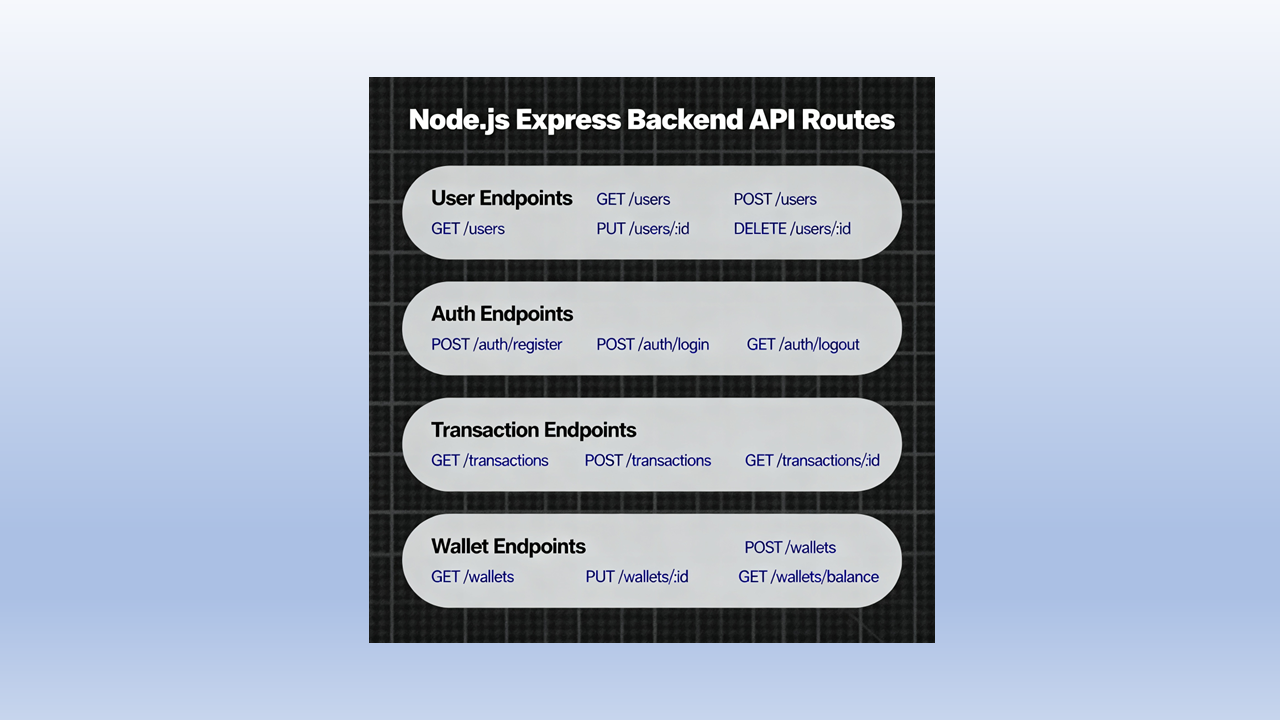 Node.js Express Backend API Routes
User Endpoints GET /users POST /users
GET /users PUT /users/:id DELETE /users/:id
Auth Endpoints
POST /auth/register POST /auth/login GET /auth/logout
Transaction Endpoints
GET /transactions POST /transactions GET /transactions/:id
Wallet Endpoints POST /wallets
GET /wallets PUT /wallets/:id GET /wallets/balance